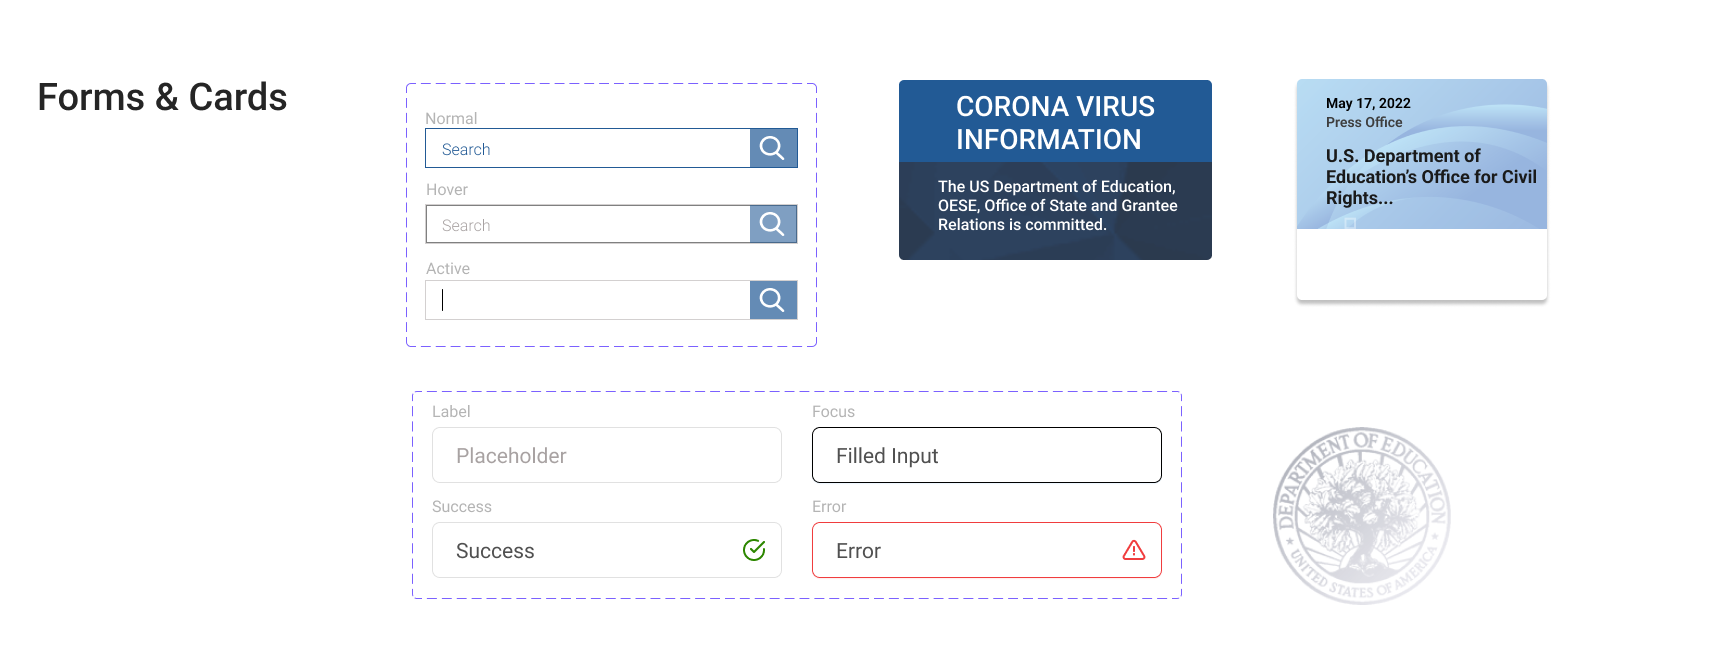 Forms & Cards
Normal
Search
Hover
Search
Active
CORONA VIRUS
INFORMATION
The US Department of Education,
OESE, Office of State and Grantee
Relations is committed.
May 17, 2022
Press Office
U.S. Department of
Education’s Office for Civil
Rights...
Label
Placeholder
Focus
Filled Input
Success
Success
Error
Error
DEPARTMENT OF EDUCATION
UNITED STATES OF AMERICA